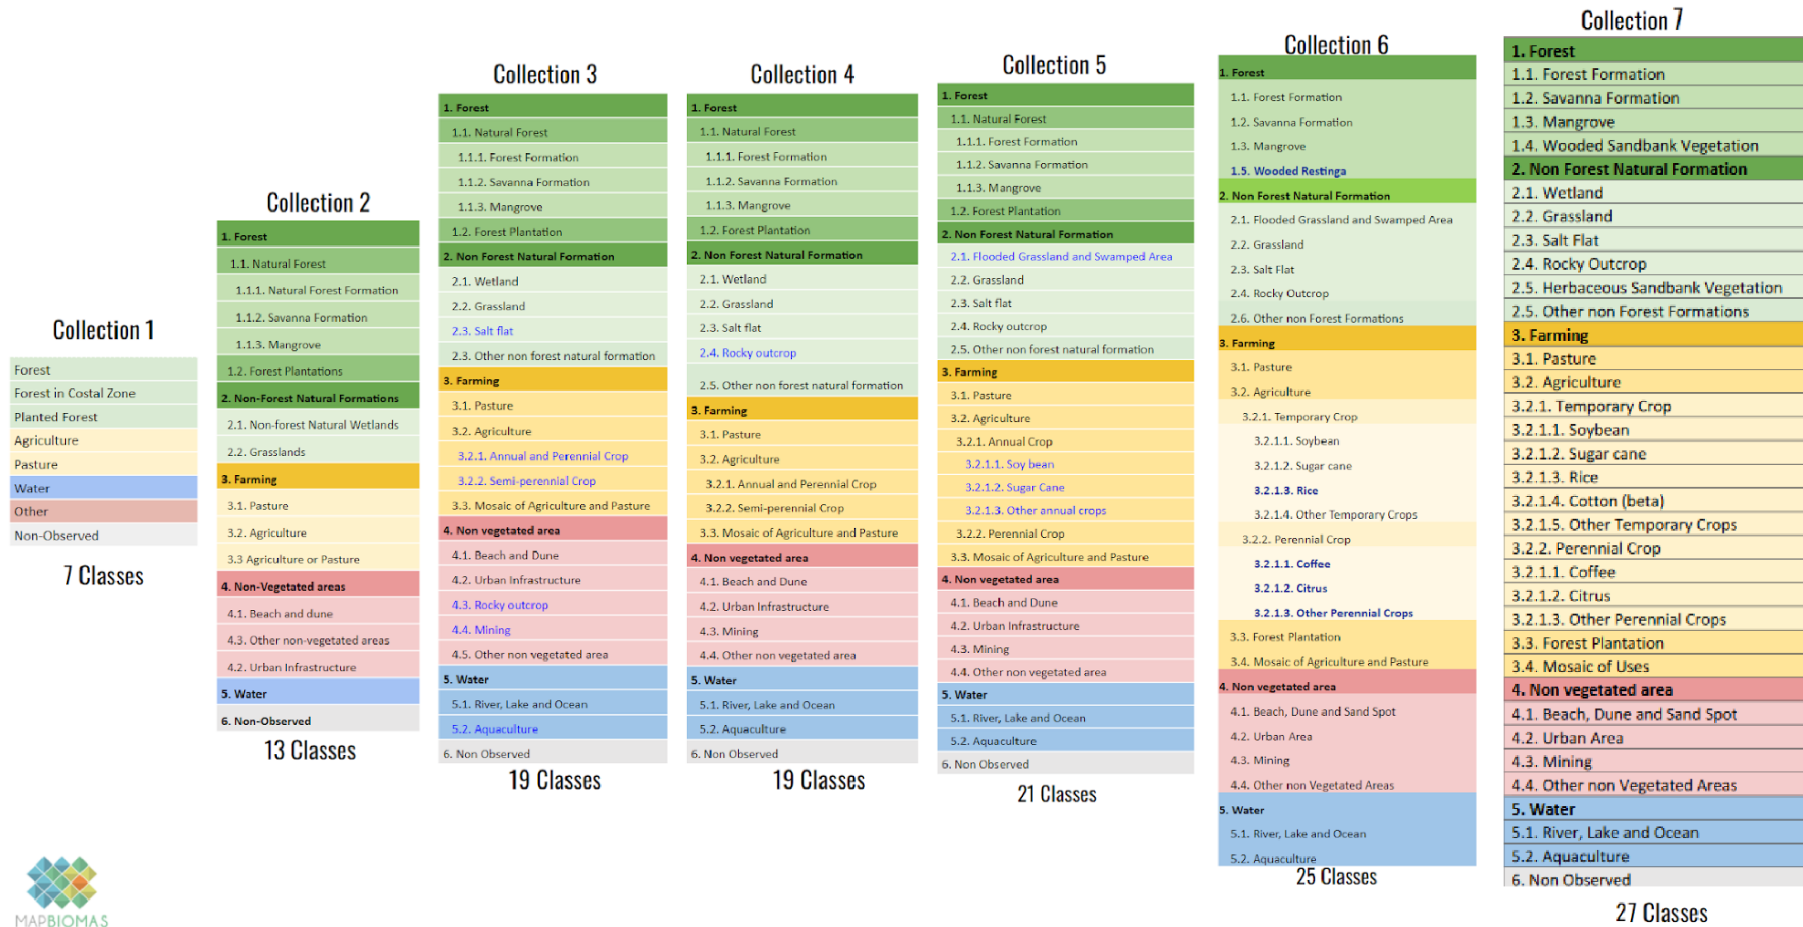 Collection 1
Forest
Forest in Costal Zone
Planted Forest
Agriculture
Pasture
Water
Other
Non-Observed
7 Classes
Collection 2
1. Forest
1.1. Natural Forest
1.1.1. Natural Forest Formation
1.1.2. Savanna Formation
1.1.3. Mangrove
1.2. Forest Plantations
2. Non-Forest Natural Formations
2.1. Non-forest Natural Wetlands
2.2. Grasslands
3. Farming
3.1. Pasture
3.2. Agriculture
3.3 Agriculture or Pasture
4. Non-Vegetated areas
4.1. Beach and dune
4.3. Other non-vegetated areas
4.2. Urban Infrastructure
5. Water
6. Non-Observed
13 Classes
Collection 3
1. Forest
1.1. Natural Forest
1.1.1. Forest Formation
1.1.2. Savanna Formation
1.1.3. Mangrove
1.2. Forest Plantation
2. Non Forest Natural Formation
2.1. Wetland
2.2. Grassland
2.3. Salt flat
2.3. Other non forest natural formation
3. Farming
3.1. Pasture
3.2. Agriculture
3.2.1. Annual and Perennial Crop
3.2.2. Semi-perennial Crop
3.3. Mosaic of Agriculture and Pasture
4. Non vegetated area
4.1. Beach and Dune
4.2. Urban Infrastructure
4.3. Rocky outcrop
4.4. Mining
4.5. Other non vegetated area
5. Water
5.1. River, Lake and Ocean
5.2. Aquaculture
6. Non Observed
19 Classes
Collection 4
1. Forest
1.1. Natural Forest
1.1.1. Forest Formation
1.1.2. Savanna Formation
1.1.3. Mangrove
1.2. Forest Plantation
2. Non Forest Natural Formation
2.1. Wetland
2.2. Grassland
2.3. Salt flat
2.4. Rocky outcrop
2.5. Other non forest natural formation
3. Farming
3.1. Pasture
3.2. Agriculture
3.2.1. Annual and Perennial Crop
3.2.2. Semi-perennial Crop
3.3. Mosaic of Agriculture and Pasture
4. Non vegetated area
4.1. Beach and Dune
4.2. Urban Infrastructure
4.3. Mining
4.4. Other non vegetated area
5. Water
5.1. River, Lake and Ocean
5.2. Aquaculture
6. Non Observed
19 Classes
Collection 5
1. Forest
1.1. Natural Forest
1.1.1. Forest Formation
1.1.2. Savanna Formation
1.1.3. Mangrove
1.2. Forest Plantation
2. Non Forest Natural Formation
2.1. Flooded Grassland and Swamped Area
2.2. Grassland
2.3. Salt flat
2.4. Rocky outcrop
2.5. Other non forest natural formation
3. Farming
3.1. Pasture
3.2. Agriculture
3.2.1. Annual Crop
3.2.1.1. Soy bean
3.2.1.2. Sugar Cane
3.2.1.3. Other annual crops
3.2.2. Perennial Crop
3.3. Mosaic of Agriculture and Pasture
4. Non vegetated area
4.1. Beach and Dune
4.2. Urban Infrastructure
4.3. Mining
4.4. Other non vegetated area
5. Water
5.1. River, Lake and Ocean
5.2. Aquaculture
6. Non Observed
21 Classes
Collection 6
1. Forest
1.1. Forest Formation
1.2. Savanna Formation
1.3. Mangrove
1.5. Wooded Restinga
2. Non Forest Natural Formation
2.1. Flooded Grassland and Swamped Area
2.2. Grassland
2.3. Salt Flat
2.4. Rocky Outcrop
2.6. Other non Forest Formations
3. Farming
3.1. Pasture
3.2. Agriculture
3.2.1. Temporary Crop
3.2.1.1. Soybean
3.2.1.2. Sugar cane
3.2.1.3. Rice
3.2.1.4. Other Temporary Crops
3.2.2. Perennial Crop
3.2.1.1. Coffee
3.2.1.2. Citrus
3.2.1.3. Other Perennial Crops
3.3. Forest Plantation
3.4. Mosaic of Agriculture and Pasture
4. Non vegetated area
4.1. Beach, Dune and Sand Spot
4.2. Urban Area
4.3. Mining
4.4. Other non Vegetated Areas
5. Water
5.1. River, Lake and Ocean
5.2. Aquaculture
25 Classes
Collection 7
1. Forest
1.1. Forest Formation
1.2. Savanna Formation
1.3. Mangrove
1.4. Wooded Sandbank Vegetation
2. Non Forest Natural Formation
2.1. Wetland
2.2. Grassland
2.3. Salt Flat
2.4. Rocky Outcrop
2.5. Herbaceous Sandbank Vegetation
2.5. Other non Forest Formations
3. Farming
3.1. Pasture
3.2. Agriculture
3.2.1. Temporary Crop
3.2.1.1. Soybean
3.2.1.2. Sugar cane
3.2.1.3. Rice
3.2.1.4. Cotton (beta)
3.2.1.5. Other Temporary Crops
3.2.2. Perennial Crop
3.2.1.1. Coffee
3.2.1.2. Citrus
3.2.1.3. Other Perennial Crops
3.3. Forest Plantation
3.4. Mosaic of Uses
4. Non vegetated area
4.1. Beach, Dune and Sand Spot
4.2. Urban Area
4.3. Mining
4.4. Other non Vegetated Areas
5. Water
5.1. River, Lake and Ocean
5.2. Aquaculture
6. Non Observed
27 Classes
MAPBIOMAS